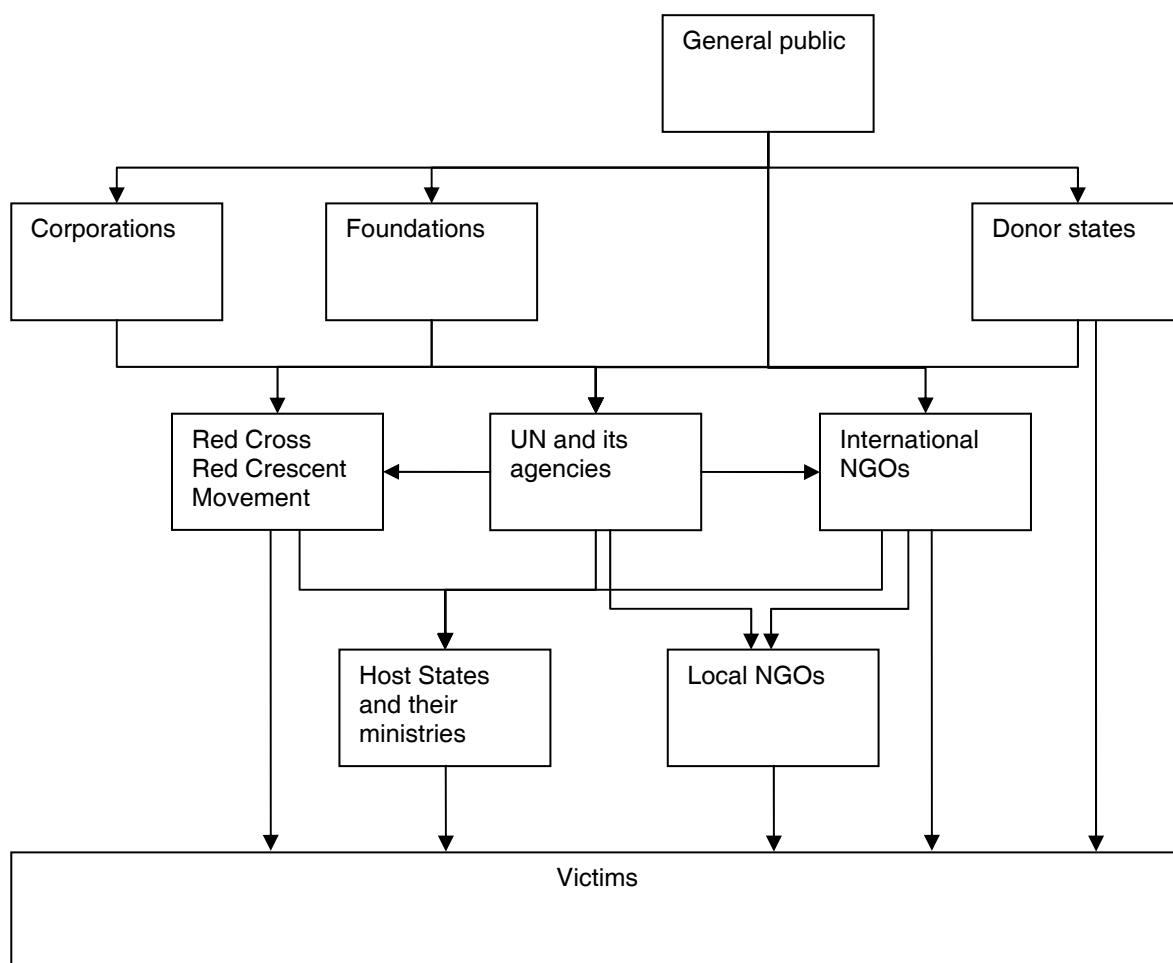 General public
Corporations
Foundations
Donor states
Red Cross
Red Crescent
Movement
UN and its
agencies
International
NGOs
Host States
and their
ministries
Local NGOs
Victims